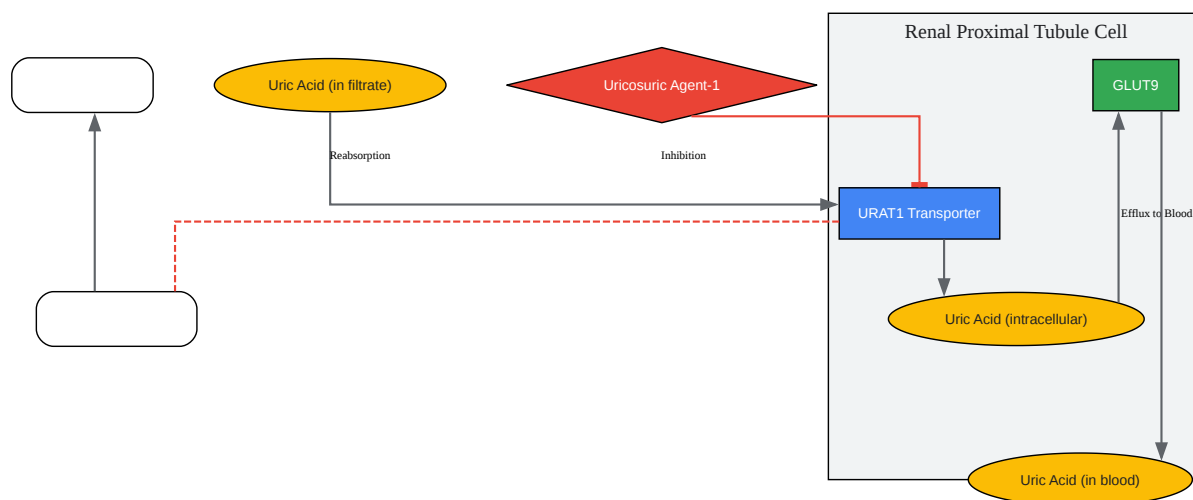 Renal Proximal Tubule Cell
Uric Acid (in filtrate)
Uricosuric Agent-1
GLUT9
Reabsorption
Inhibition
URAT1 Transporter
Efflux to Blood
Uric Acid (intracellular)
Uric Acid (in blood)